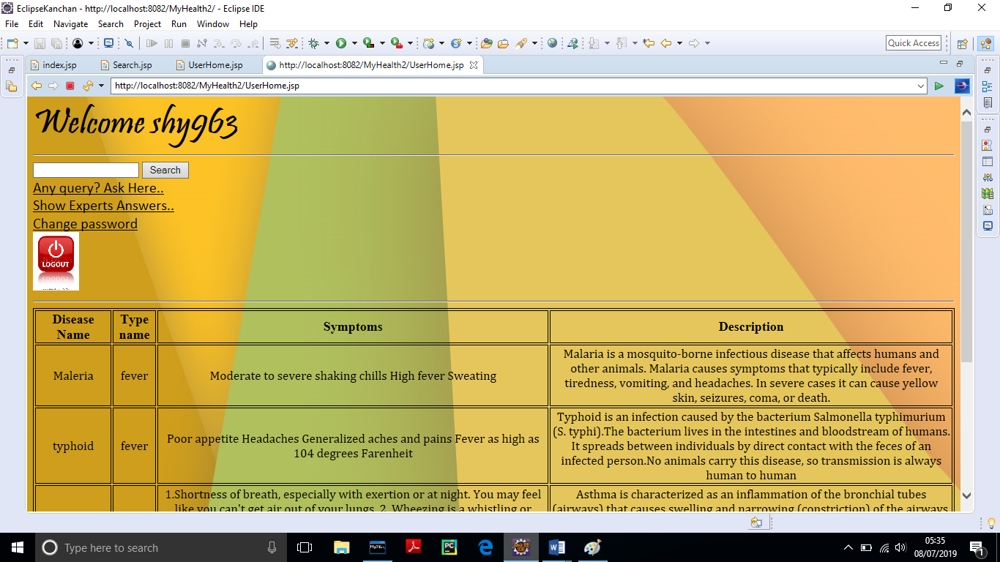 EclipseKanchan - http://localhost:8082/MyHealth2/ - Eclipse IDE
File Edit Navigate Search Project Run Window Help
Quick Access
index.jsp Search.jsp UserHome.jsp http://localhost:8082/MyHealth2/UserHome.jsp
http://localhost:8082/MyHealth2/UserHome.jsp
Welcome shy963
Search
Any query? Ask Here..
Show Experts Answers..
Change password
LOGOUT
Disease Name Type name Symptoms Description
Maleria fever Moderate to severe shaking chills High fever Sweating
Malaria is a mosquito-borne infectious disease that affects humans and
other animals. Malaria causes symptoms that typically include fever,
tiredness, vomiting, and headaches. In severe cases it can cause yellow
skin, seizures, coma, or death.
typhoid fever
Poor appetite Headaches Generalized aches and pains Fever as high as
104 degrees Farenheit
Typhoid is an infection caused by the bacterium Salmonella typhimurium
(S. typhi).The bacterium lives in the intestines and bloodstream of humans.
It spreads between individuals by direct contact with the feces of an
infected person.No animals carry this disease, so transmission is always
human to human
1.Shortness of breath, especially with exertion or at night. You may feel
like you can't get air out of your lungs. 2. Wheezing is a whistling or
Asthma is characterized as an inflammation of the bronchial tubes
(airways) that causes swelling and narrowing (constriction) of the airways
Type here to search
MySQL
PC
JAVA EE
IDE
05:35
08/07/2019
1